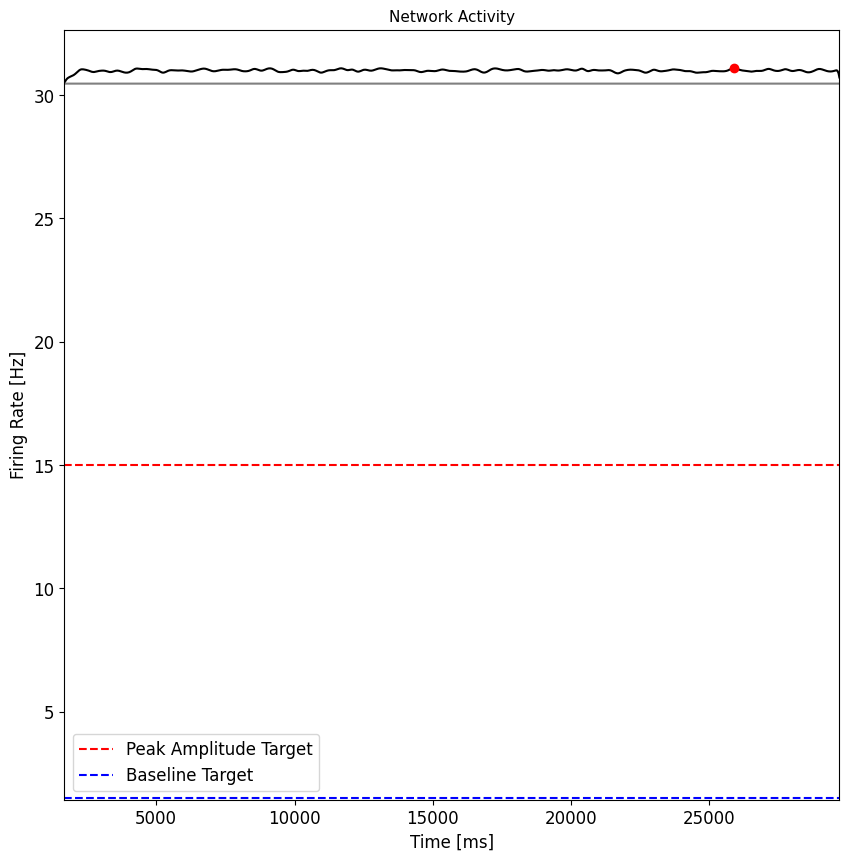 Network Activity
30
25
20
15
10
5
Firing Rate [Hz]
Peak Amplitude Target
Baseline Target
5000 10000 15000 20000 25000
Time [ms]